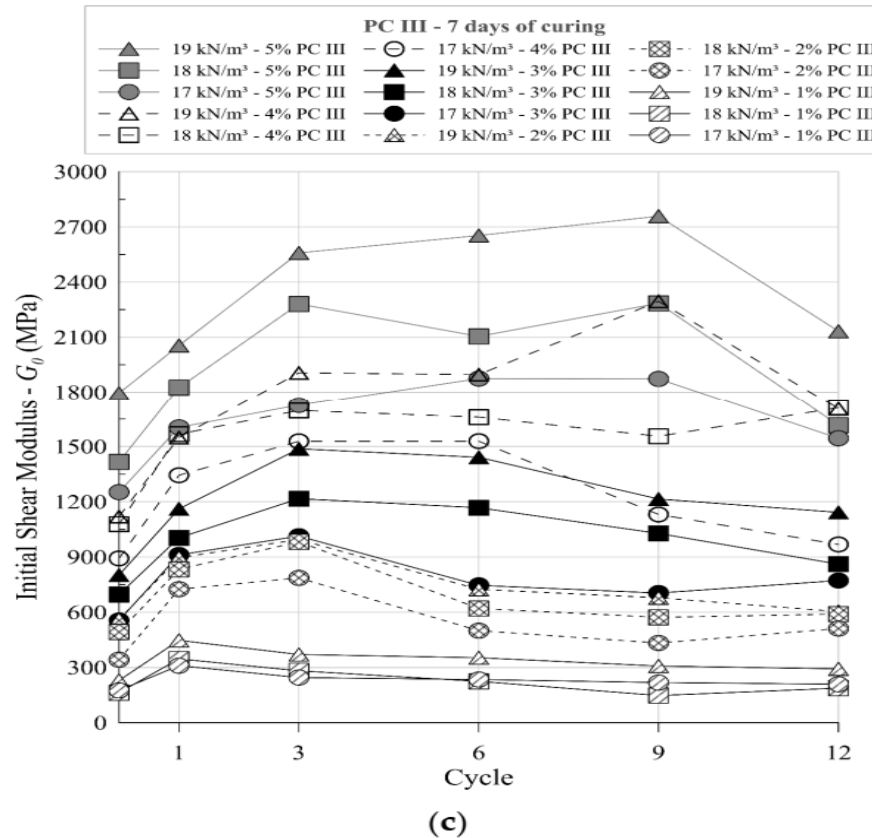 PC III - 7 days of curing
19 kN/m³ - 5% PC III
17 kN/m³ - 4% PC III
18 kN/m³ - 2% PC III
18 kN/m³ - 5% PC III
19 kN/m³ - 3% PC III
17 kN/m³ - 2% PC III
17 kN/m³ - 5% PC III
18 kN/m³ - 3% PC III
19 kN/m³ - 1% PC III
19 kN/m³ - 4% PC III
17 kN/m³ - 3% PC III
18 kN/m³ - 1% PC III
18 kN/m³ - 4% PC III
19 kN/m³ - 2% PC III
17 kN/m³ - 1% PC III
Initial Shear Modulus - G0 (MPa)
3000
2700
2400
2100
1800
1500
1200
900
600
300
0
1 3 6 9 12
Cycle
(c)